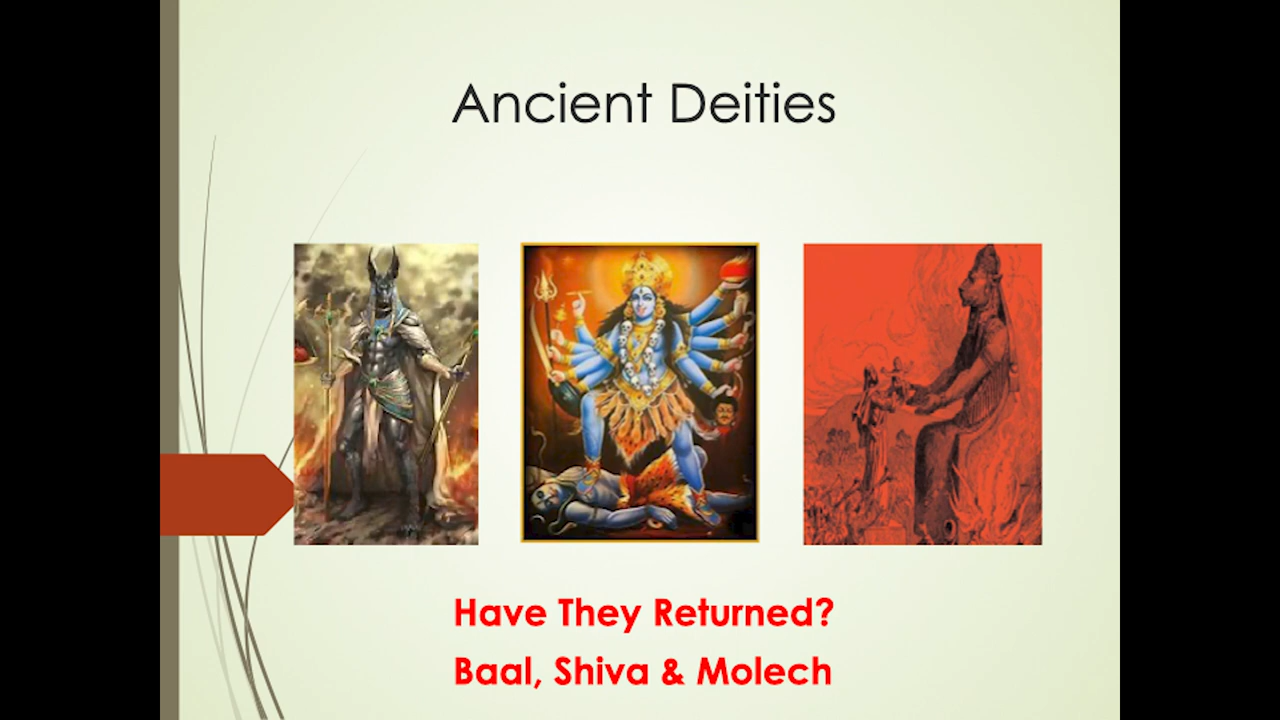 Ancient Deities
Have They Returned?
Baal, Shiva & Molech